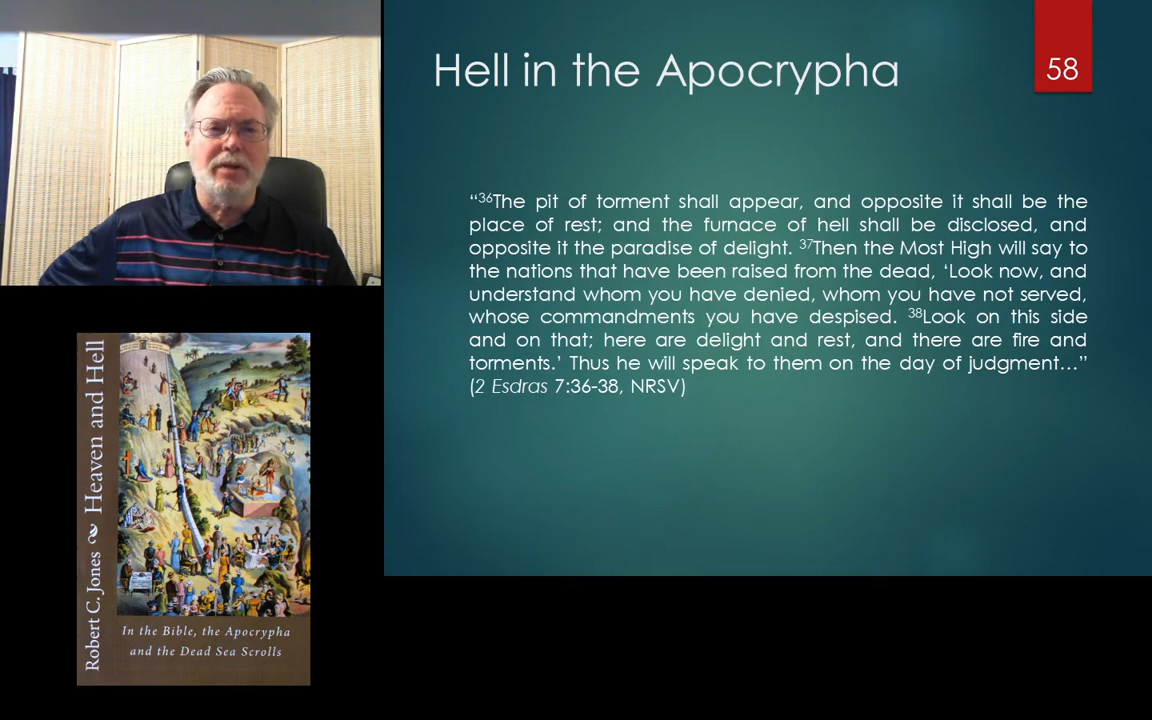 Hell in the Apocrypha
58
“³⁶The pit of torment shall appear, and opposite it shall be the
place of rest; and the furnace of hell shall be disclosed, and
opposite it the paradise of delight. ³⁷Then the Most High will say to
the nations that have been raised from the dead, ‘Look now, and
understand whom you have denied, whom you have not served,
whose commandments you have despised. ³⁸Look on this side
and on that; here are delight and rest, and there are fire and
torments.’ Thus he will speak to them on the day of judgment…”
(2 Esdras 7:36-38, NRSV)
Robert C. Jones Heaven and Hell
In the Bible, the Apocrypha
and the Dead Sea Scrolls